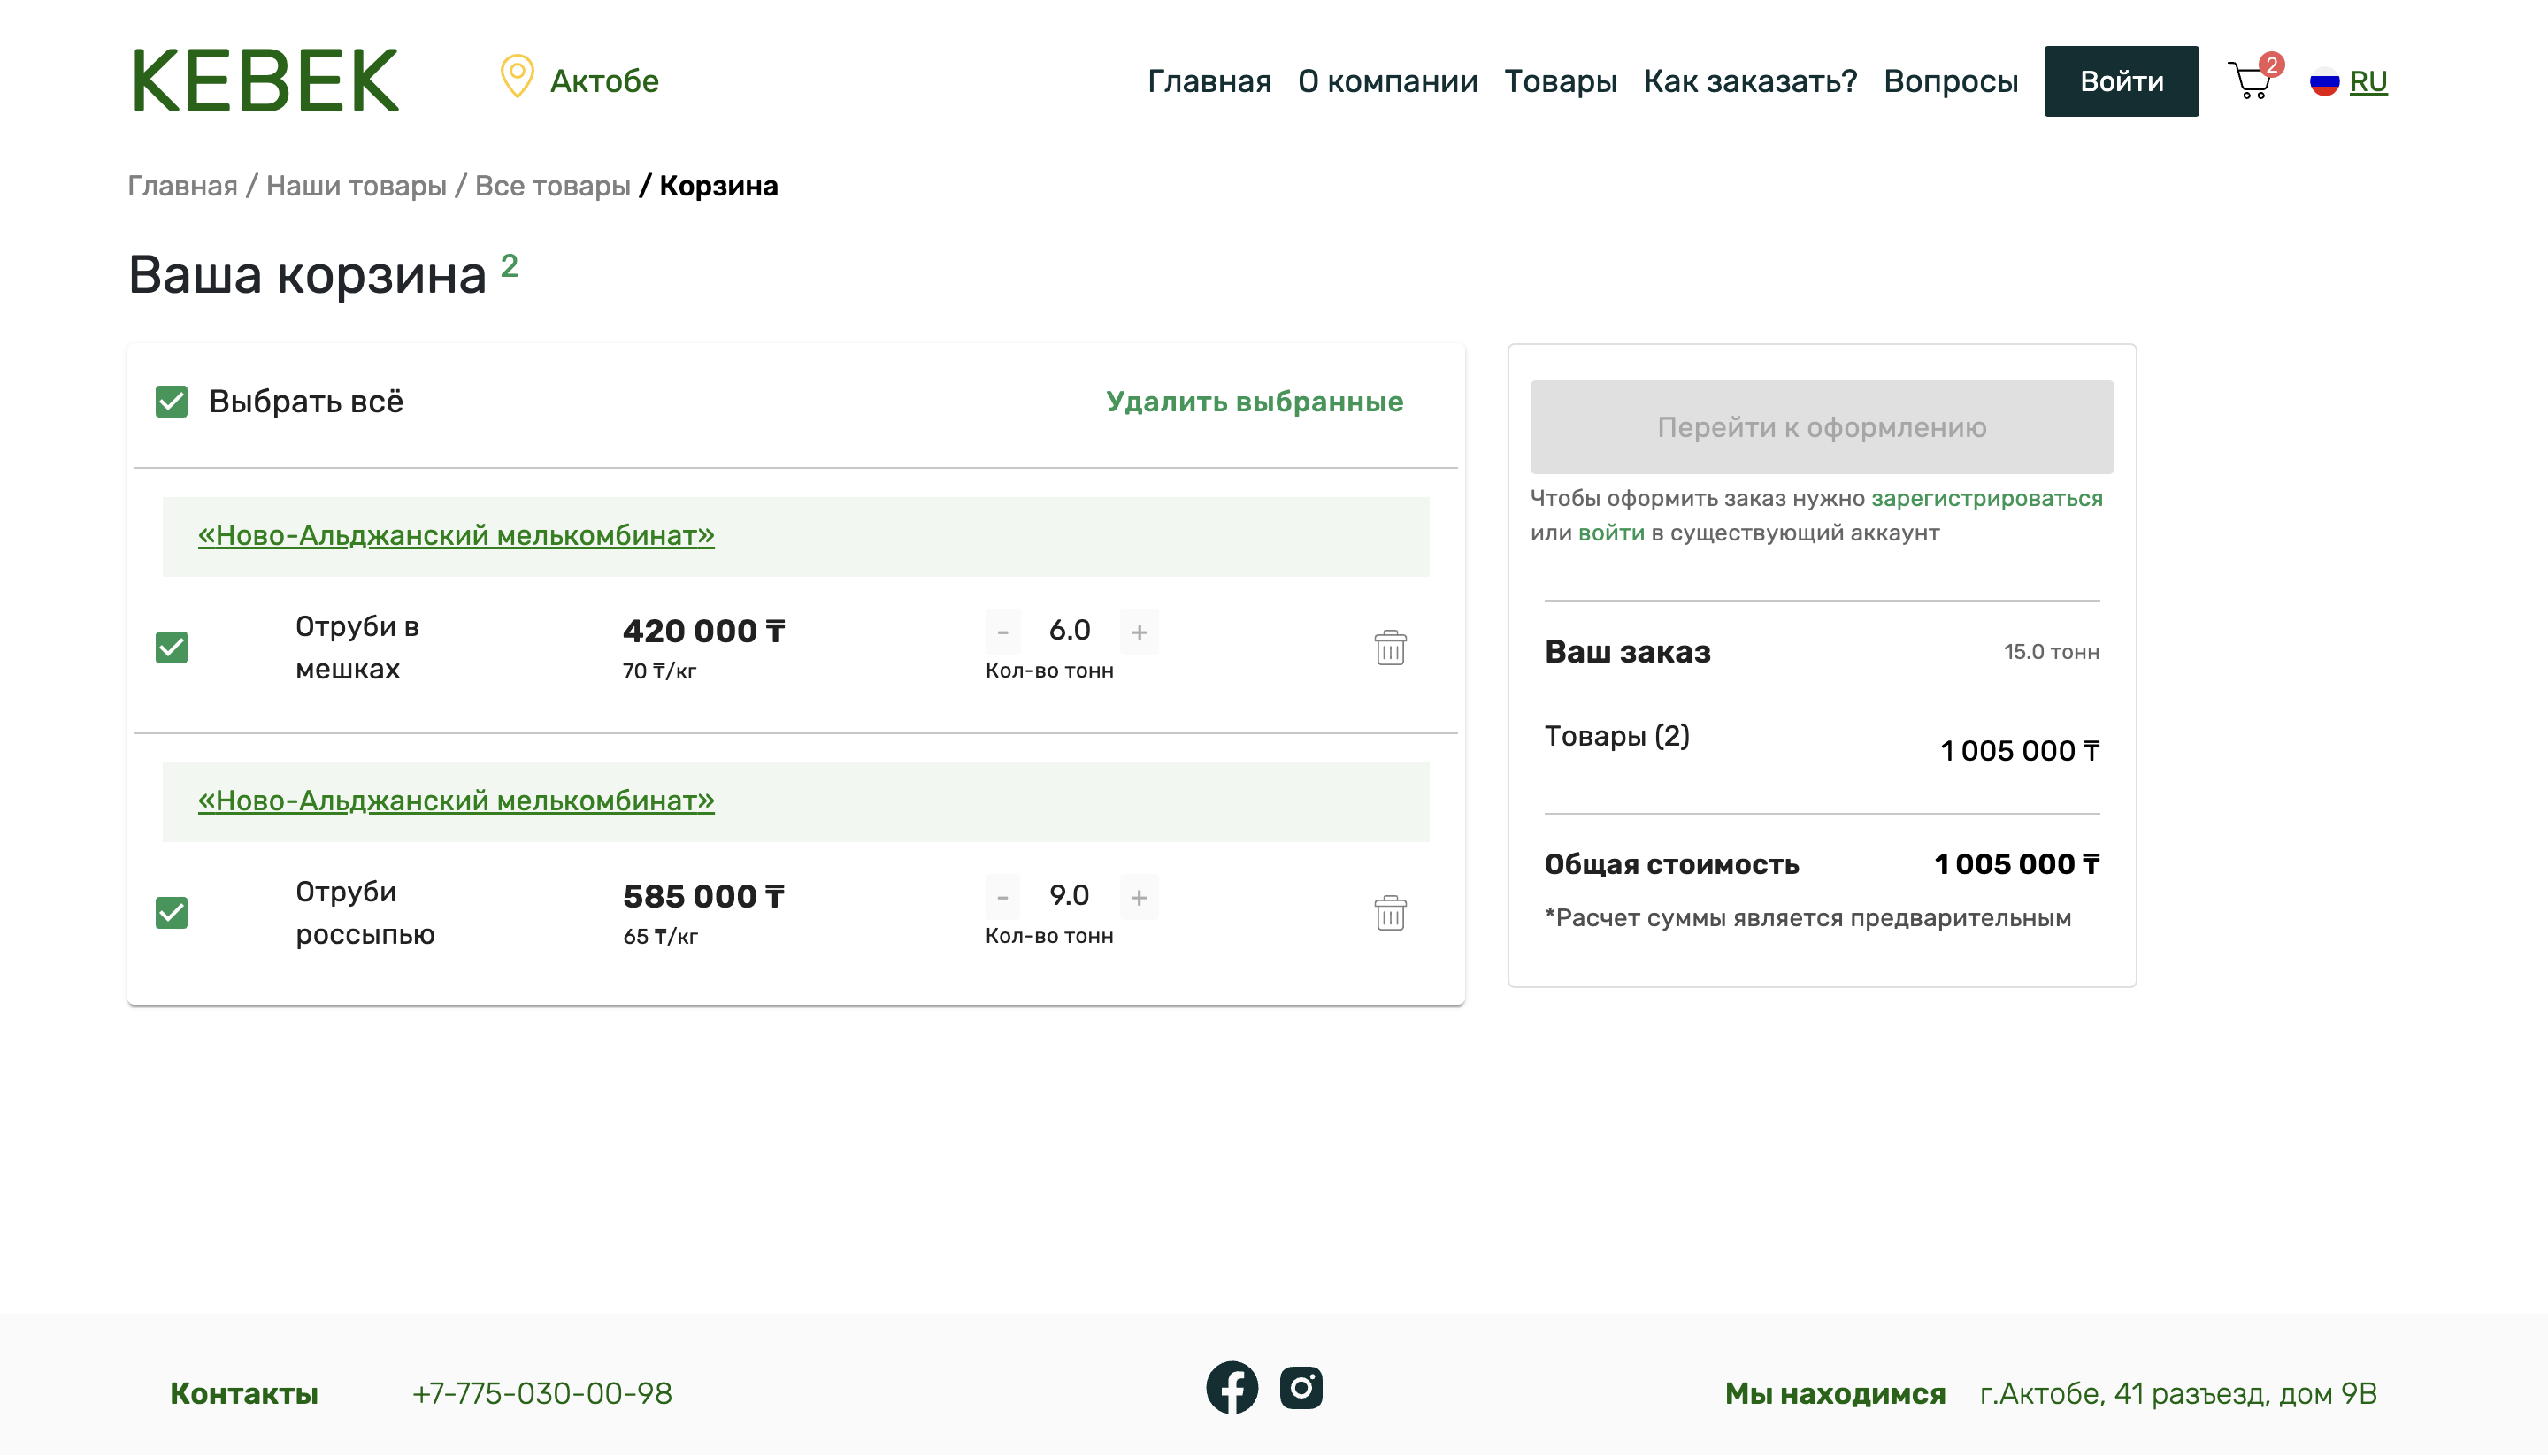 KEBEK
Актобе
Главная
О компании
Товары
Как заказать?
Вопросы
Войти
2
RU
Главная / Наши товары / Все товары / Корзина
Ваша корзина 2
Выбрать всё
Удалить выбранные
«Ново-Альджанский мелькомбинат»
Отруби в
мешках
420 000 ₸
70 ₸/кг
- 6.0 +
Кол-во тонн
«Ново-Альджанский мелькомбинат»
Отруби
россыпью
585 000 ₸
65 ₸/кг
- 9.0 +
Кол-во тонн
Перейти к оформлению
Чтобы оформить заказ нужно зарегистрироваться
или войти в существующий аккаунт
Ваш заказ
15.0 тонн
Товары (2)
1 005 000 ₸
Общая стоимость
1 005 000 ₸
*Расчет суммы является предварительным
Контакты
+7-775-030-00-98
Мы находимся
г.Актобе, 41 разъезд, дом 9В